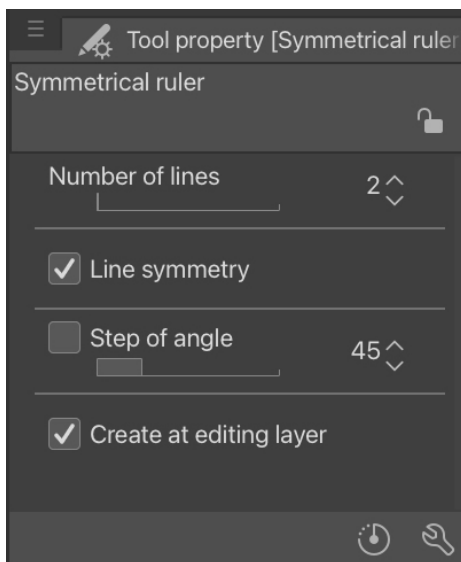 Tool property [Symmetrical ruler
Symmetrical ruler
Number of lines 2
Line symmetry
Step of angle 45
Create at editing layer